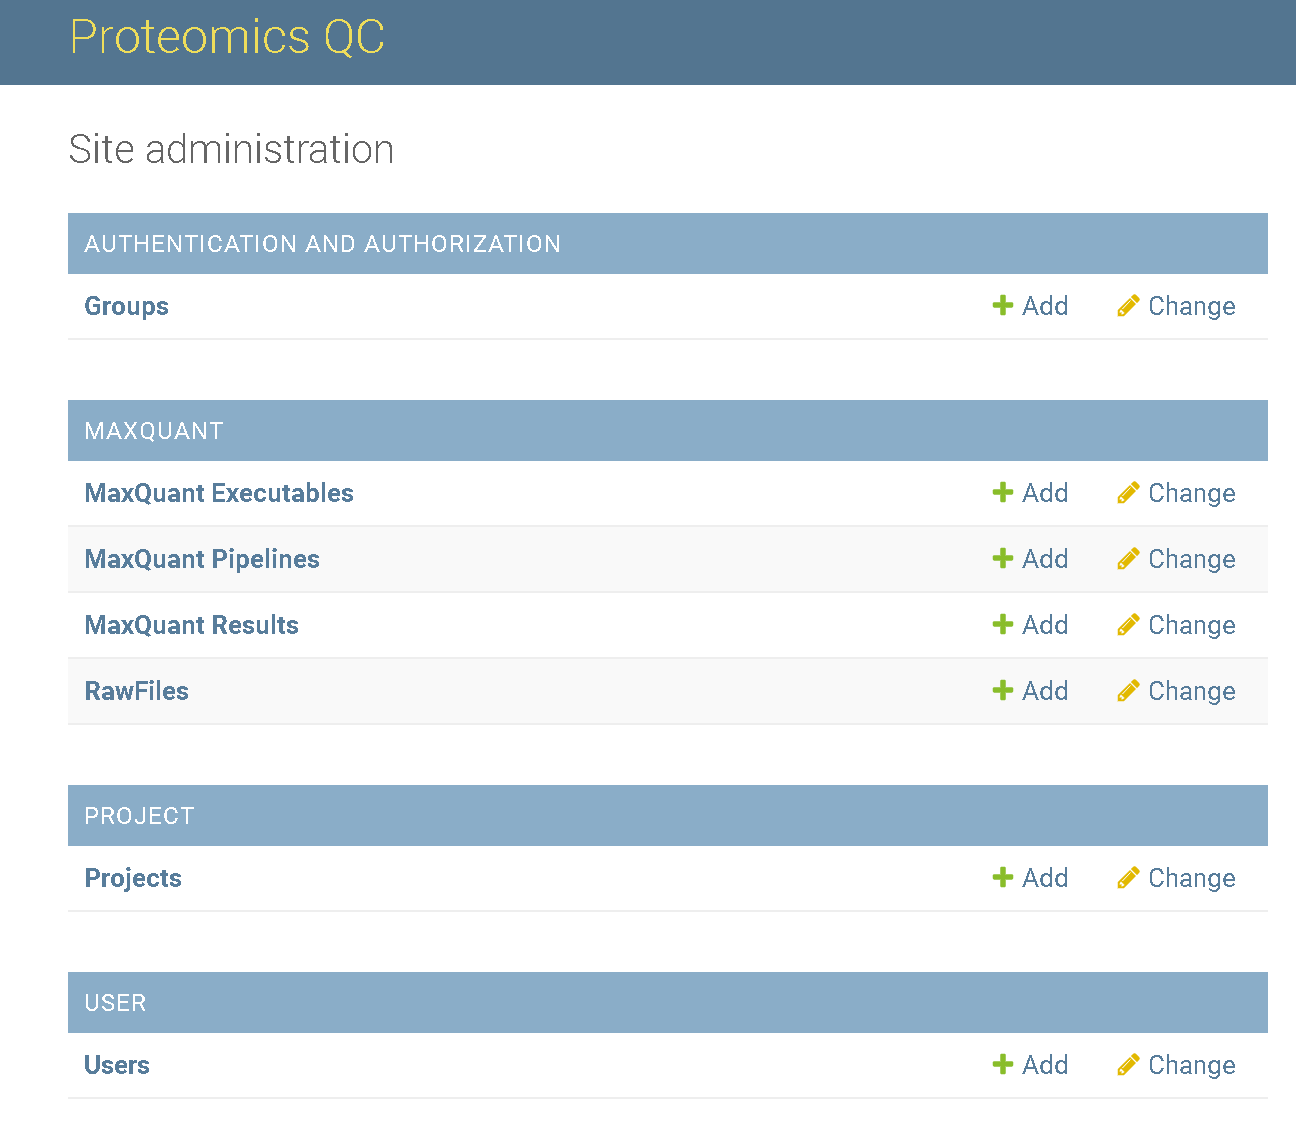 Proteomics QC
Site administration
AUTHENTICATION AND AUTHORIZATION
Groups Add Change
MAXQUANT
MaxQuant Executables Add Change
MaxQuant Pipelines Add Change
MaxQuant Results Add Change
RawFiles Add Change
PROJECT
Projects Add Change
USER
Users Add Change